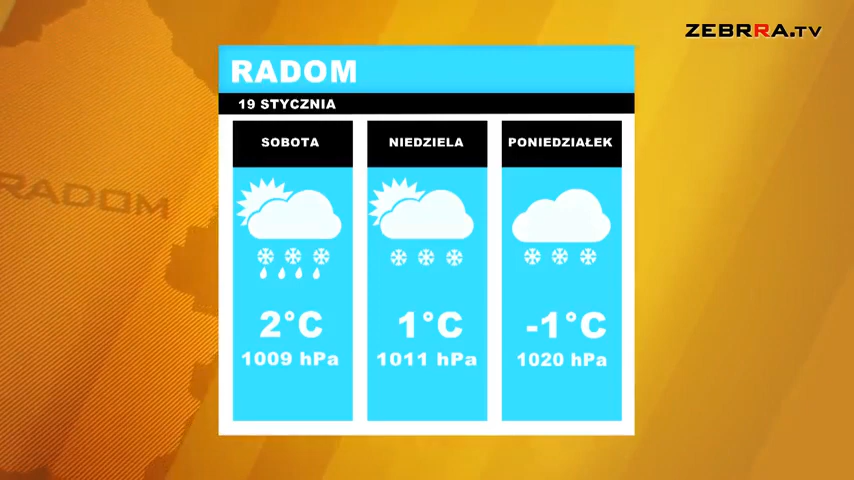 ZEBRRA.TV
RADOM
19 STYCZNIA
SOBOTA
NIEDZIELA
PONIEDZIAŁEK
RADOM
2°C
1°C
-1°C
1009 hPa
1011 hPa
1020 hPa